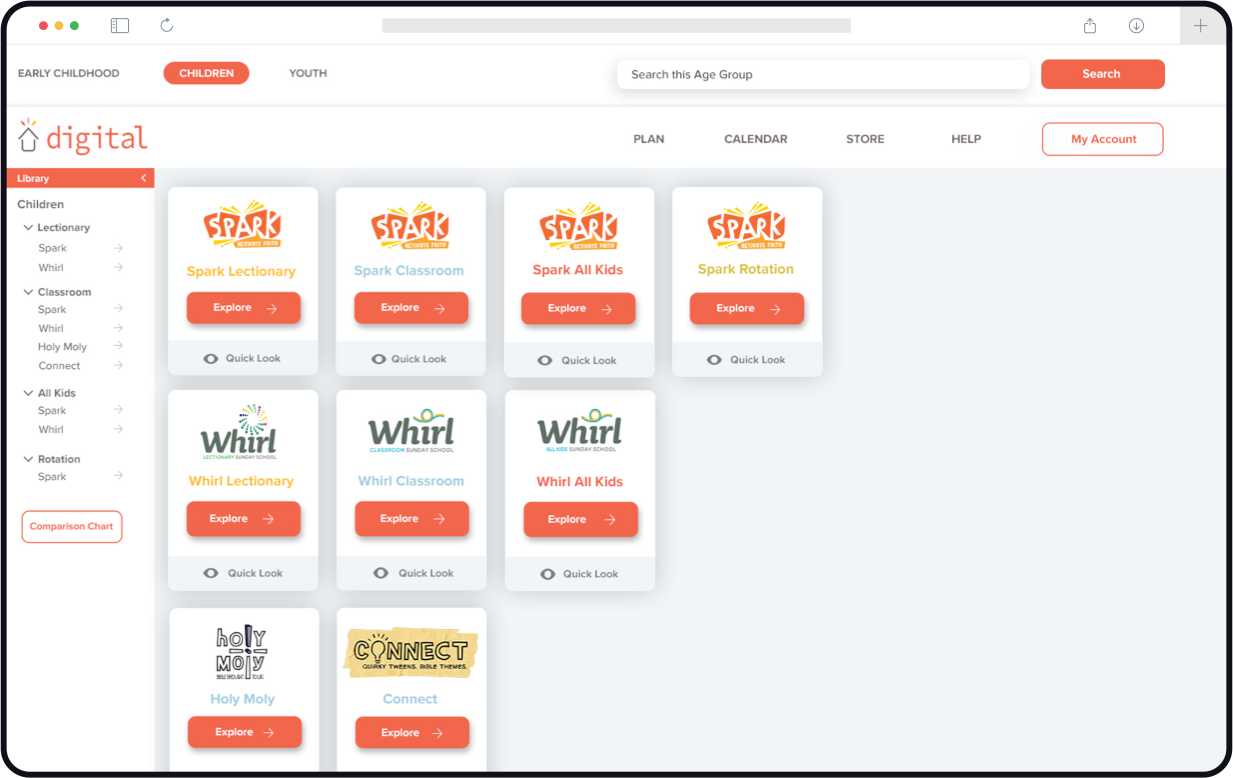 EARLY CHILDHOOD
CHILDREN
YOUTH
Search this Age Group
Search
digital
PLAN
CALENDAR
STORE
HELP
My Account
Library
Children
Lectionary
Spark
Whirl
Classroom
Spark
Whirl
Holy Moly
Connect
All Kids
Spark
Whirl
Rotation
Spark
Comparison Chart
SPARK
ACTIVATE FAITH
Spark Lectionary
Explore
Quick Look
SPARK
ACTIVATE FAITH
Spark Classroom
Explore
Quick Look
SPARK
ACTIVATE FAITH
Spark All Kids
Explore
Quick Look
SPARK
ACTIVATE FAITH
Spark Rotation
Explore
Quick Look
Whirl
LECTIONARY SUNDAY SCHOOL
Whirl Lectionary
Explore
Quick Look
Whirl
CLASSROOM SUNDAY SCHOOL
Whirl Classroom
Explore
Quick Look
Whirl
ALL KIDS SUNDAY SCHOOL
Whirl All Kids
Explore
Quick Look
hOLY
MOLY
BIBLE BROUGHT TO LIFE
Holy Moly
Explore
CONNECT
QUIRKY TWEENS. BIBLE THEMES.
Connect
Explore